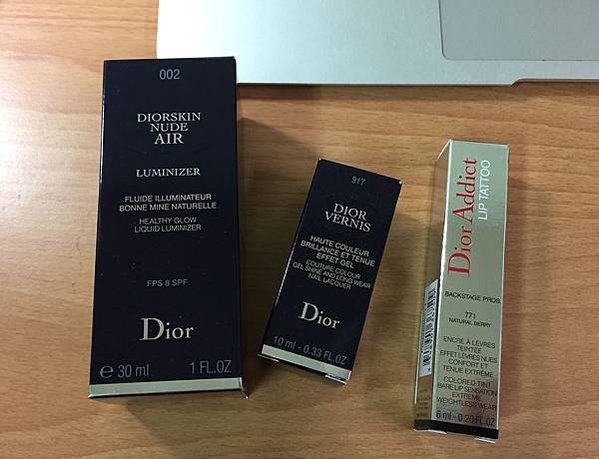 002
DIORSKIN
NUDE
AIR
LUMINIZER
FLUIDE ILLUMINATEUR
BONNE MINE NATURELLE
HEALTHY GLOW
LIQUID LUMINIZER
FPS 8 SPF
Dior
e 30 ml 1 FL.OZ
917
DIOR
VERNIS
HAUTE COULEUR
BRILLANCE ET TENUE
EFFET GEL
COUTURE COLOUR
GEL SHINE AND LONG WEAR
NAIL LACQUER
Dior
10 ml - 0.33 FL.OZ
Dior Addict
LIP TATTOO
BACKSTAGE PROS
771
NATURAL BERRY
ENCRE À LÈVRES
TEINTÉE
EFFET LÈVRES NUES
CONFORT ET
TENUE EXTRÊME
COLORED TINT
BARE LIP SENSATION
EXTREME
WEIGHTLESS WEAR
6 ml - 0.20 FL.OZ